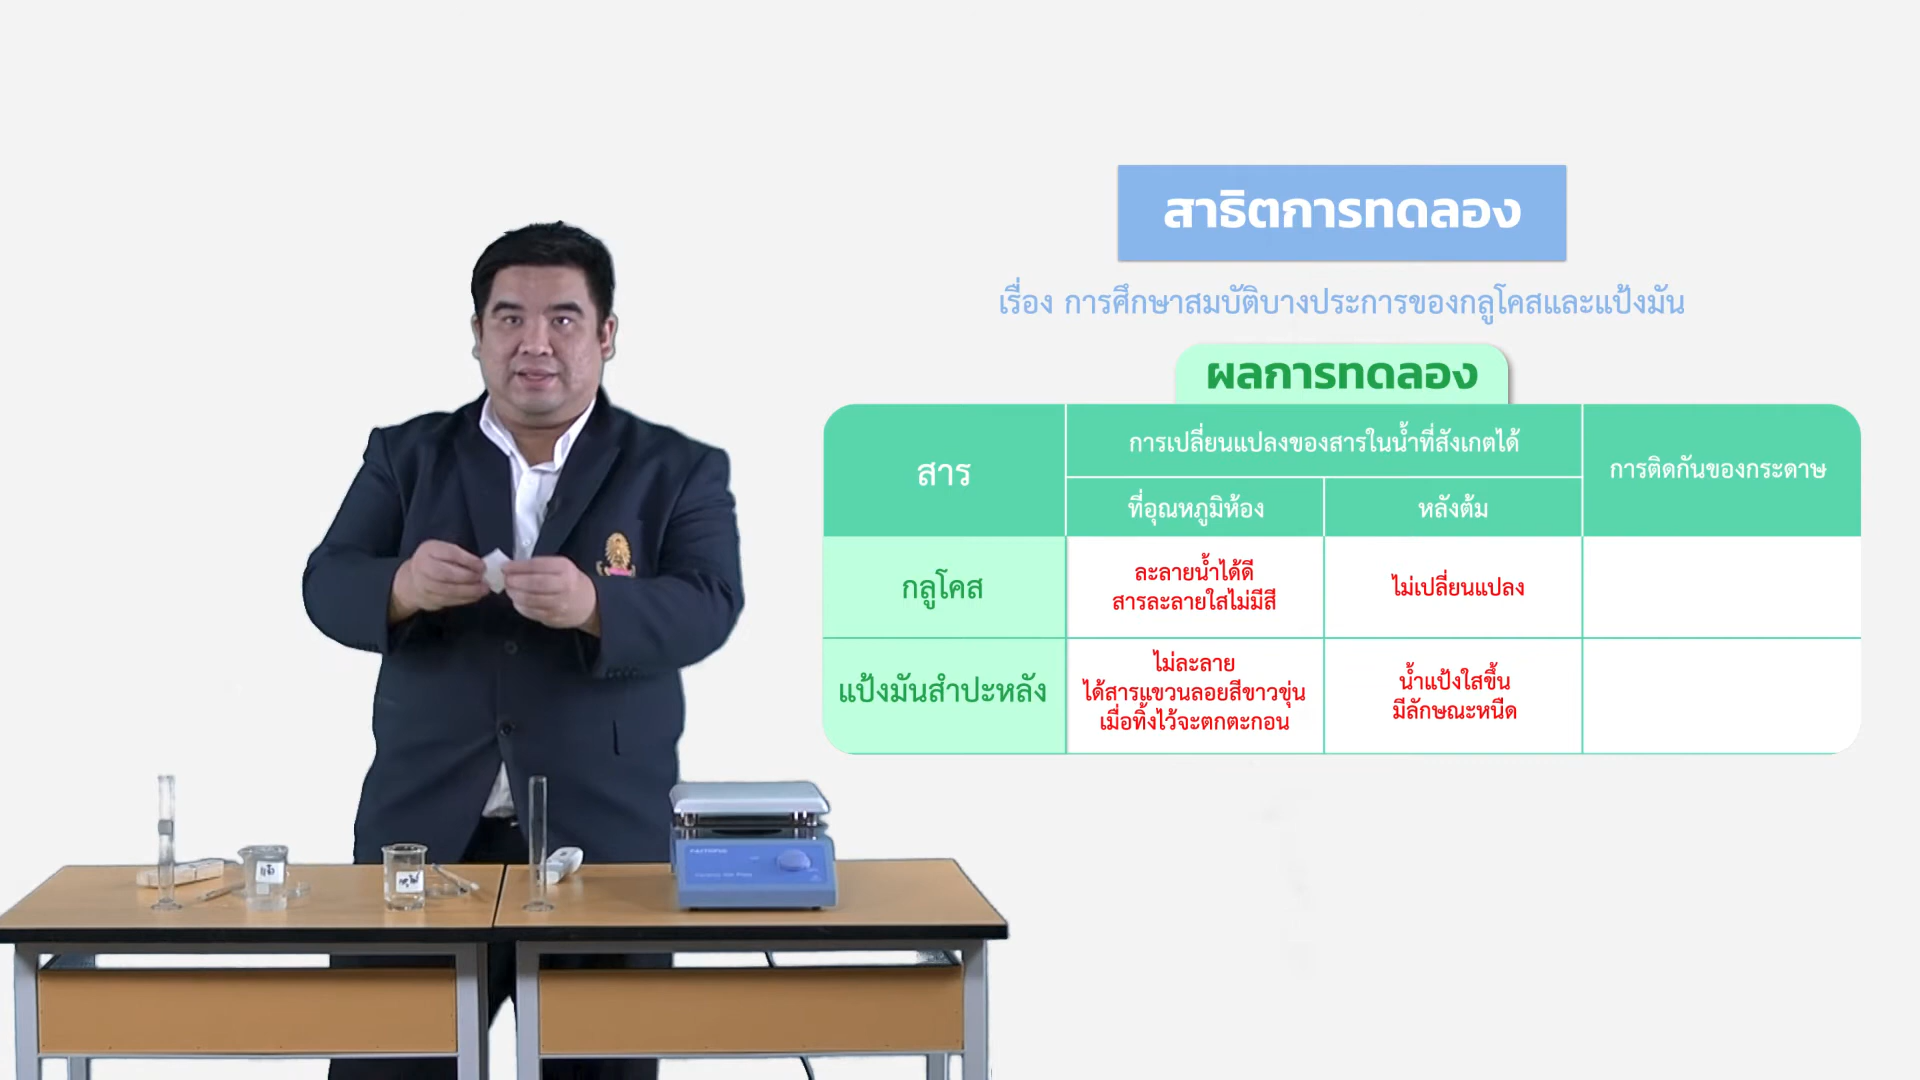 สาธิตการทดลอง
เรื่อง การศึกษาสมบัติบางประการของกลูโคสและแป้งมัน
ผลการทดลอง
สาร
การเปลี่ยนแปลงของสารในน้ำที่สังเกตได้
การติดกันของกระดาษ
ที่อุณหภูมิห้อง
หลังต้ม
กลูโคส
ละลายน้ำได้ดี
สารละลายใสไม่มีสี
ไม่เปลี่ยนแปลง
แป้งมันสำปะหลัง
ไม่ละลาย
ได้สารแขวนลอยสีขาวขุ่น
เมื่อทิ้งไว้จะตกตะกอน
น้ำแป้งใสขึ้น
มีลักษณะหนืด